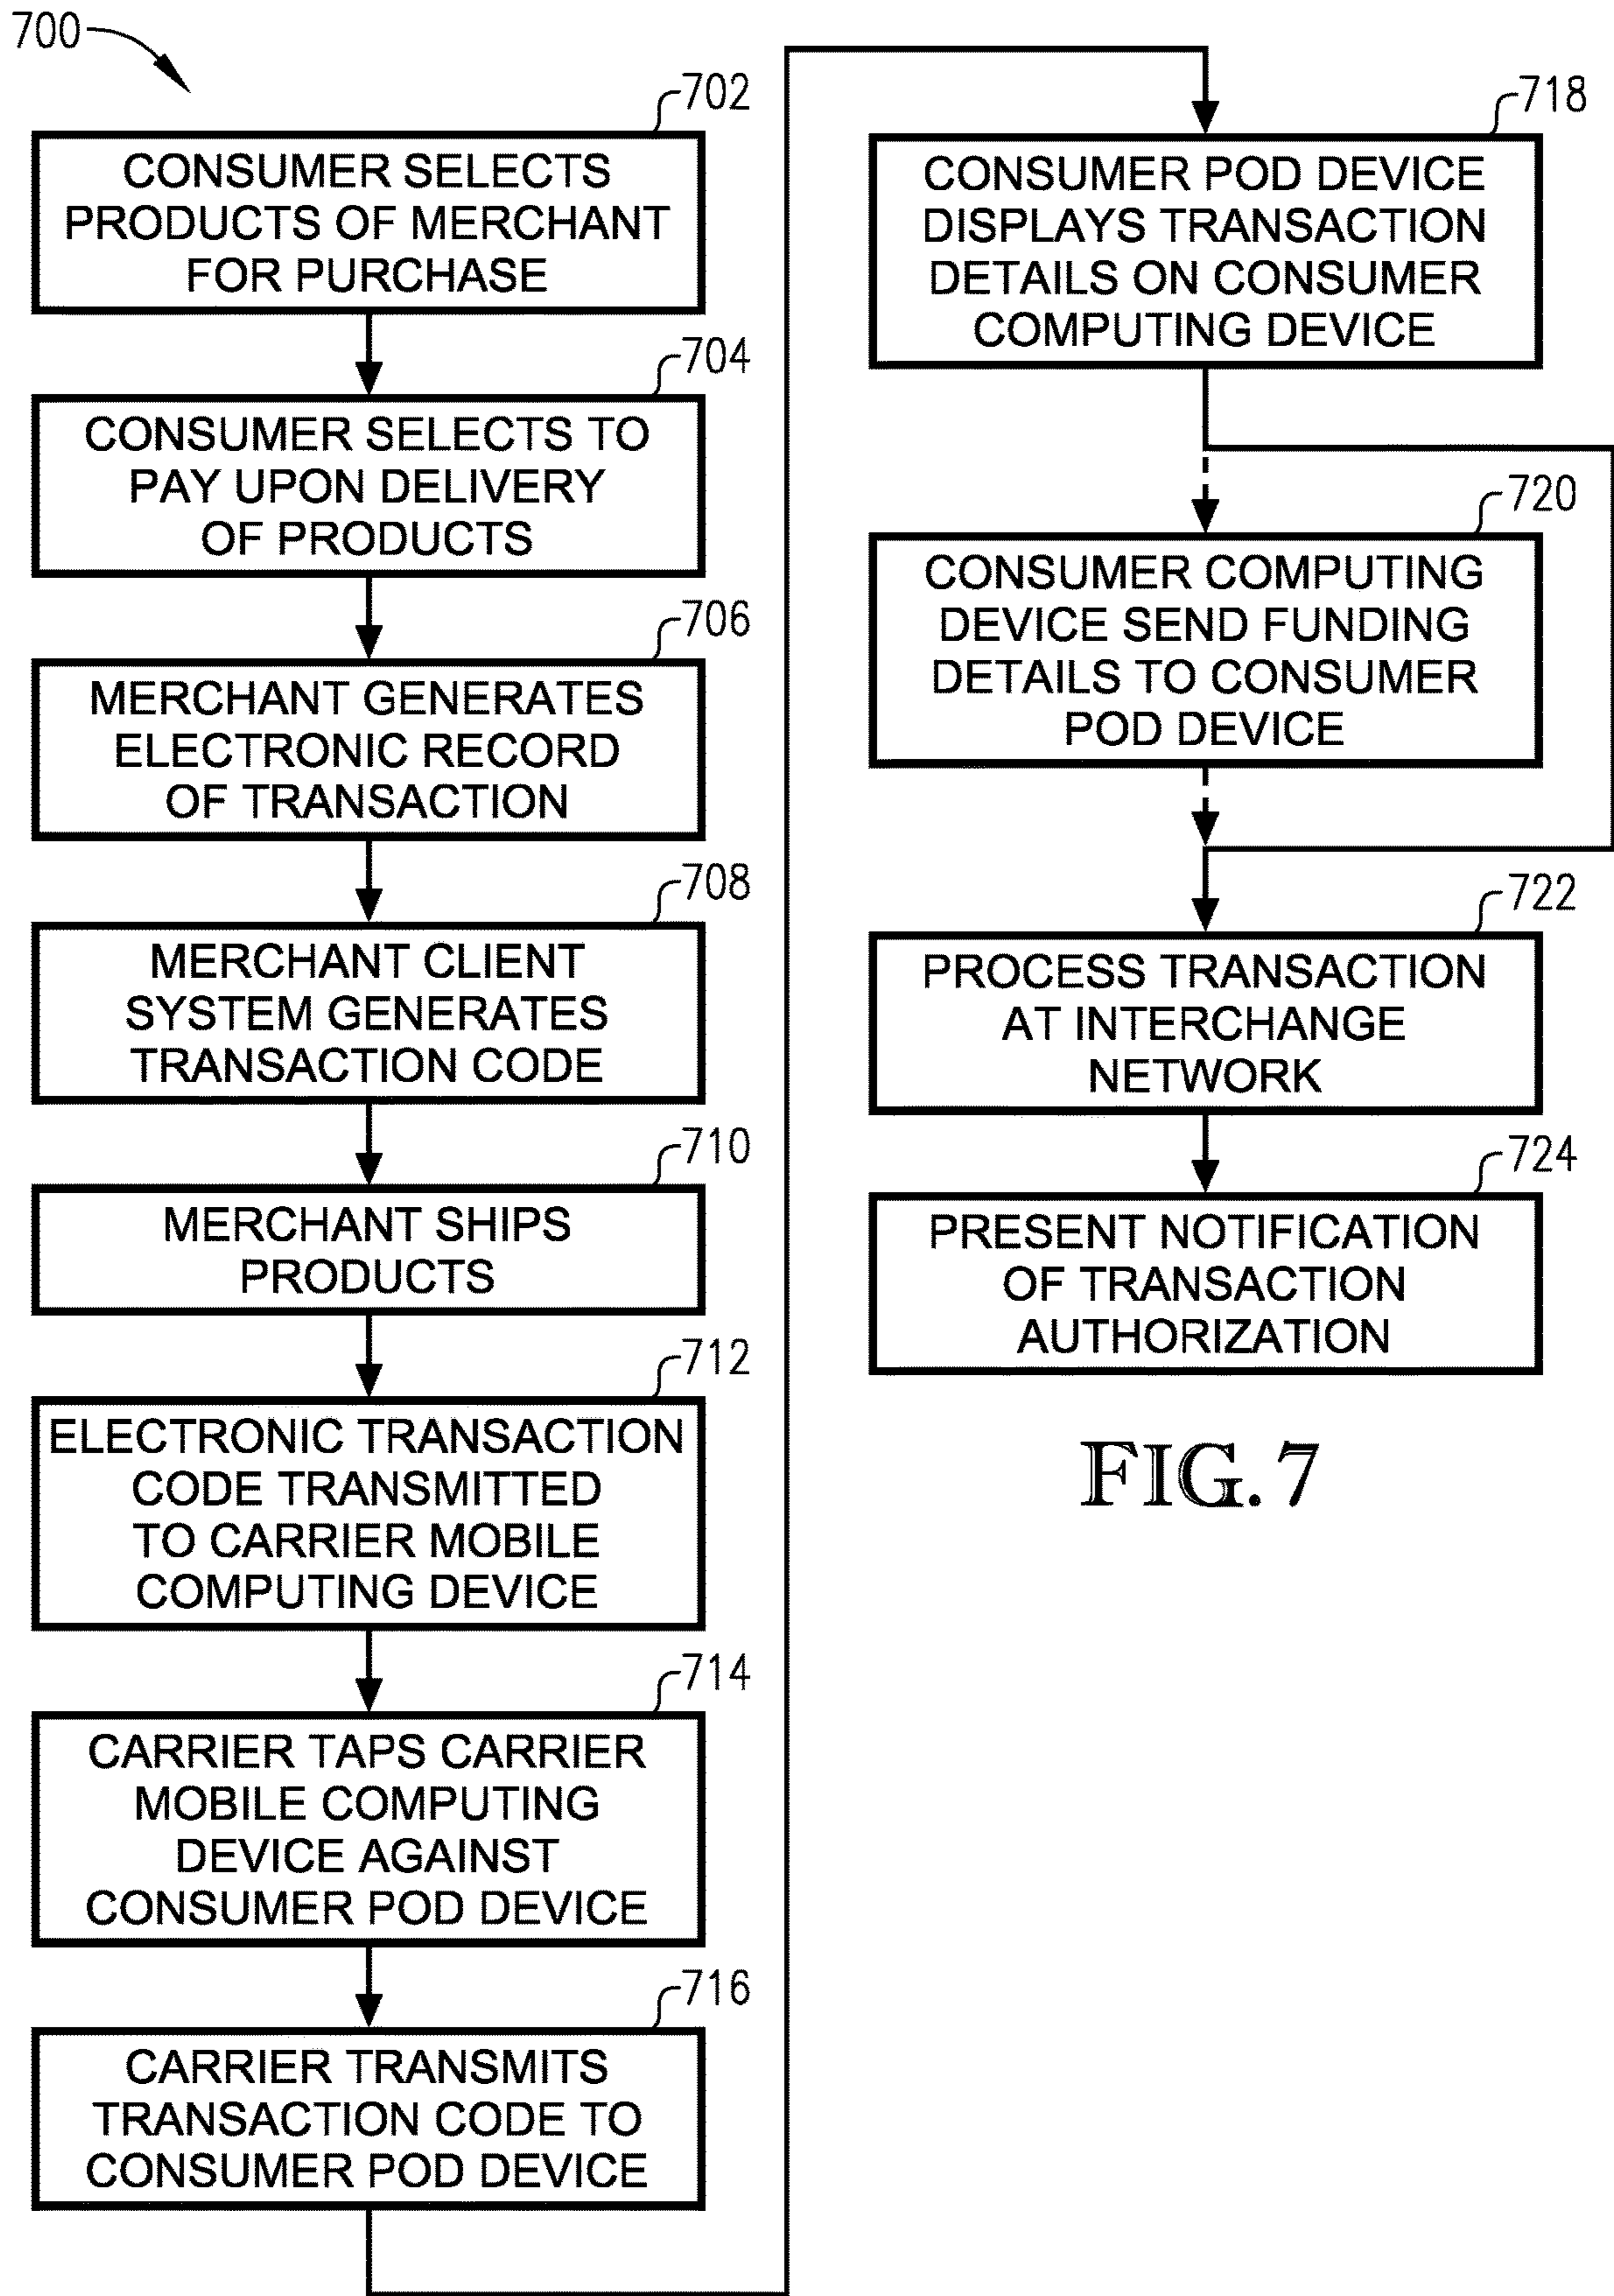 700
702
CONSUMER SELECTS
PRODUCTS OF MERCHANT
FOR PURCHASE
704
CONSUMER SELECTS TO
PAY UPON DELIVERY
OF PRODUCTS
706
MERCHANT GENERATES
ELECTRONIC RECORD
OF TRANSACTION
708
MERCHANT CLIENT
SYSTEM GENERATES
TRANSACTION CODE
710
MERCHANT SHIPS
PRODUCTS
712
ELECTRONIC TRANSACTION
CODE TRANSMITTED
TO CARRIER MOBILE
COMPUTING DEVICE
714
CARRIER TAPS CARRIER
MOBILE COMPUTING
DEVICE AGAINST
CONSUMER POD DEVICE
716
CARRIER TRANSMITS
TRANSACTION CODE TO
CONSUMER POD DEVICE
718
CONSUMER POD DEVICE
DISPLAYS TRANSACTION
DETAILS ON CONSUMER
COMPUTING DEVICE
720
CONSUMER COMPUTING
DEVICE SEND FUNDING
DETAILS TO CONSUMER
POD DEVICE
722
PROCESS TRANSACTION
AT INTERCHANGE
NETWORK
724
PRESENT NOTIFICATION
OF TRANSACTION
AUTHORIZATION
FIG. 7